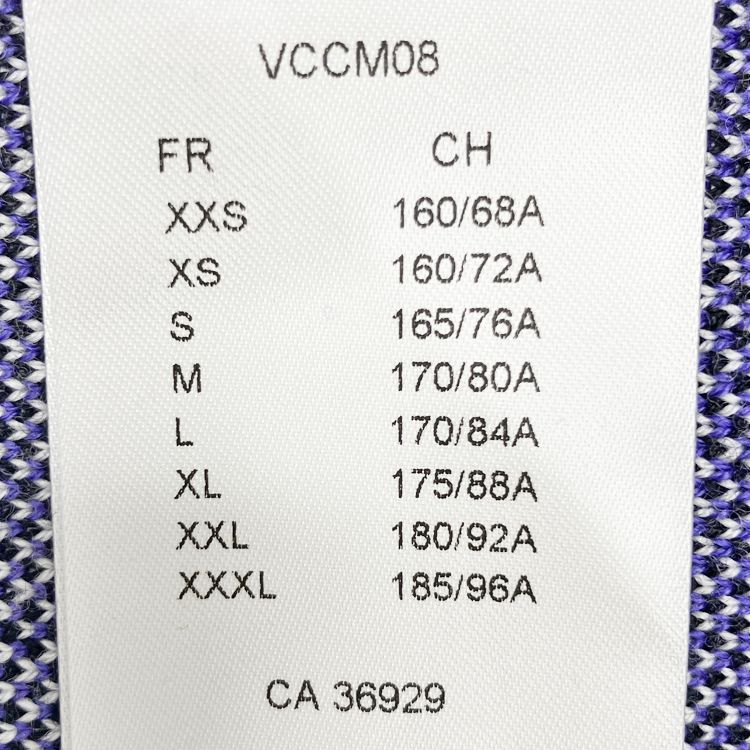 VCCM08
FR CH
XXS 160/68A
XS 160/72A
S 165/76A
M 170/80A
L 170/84A
XL 175/88A
XXL 180/92A
XXXL 185/96A
CA 36929